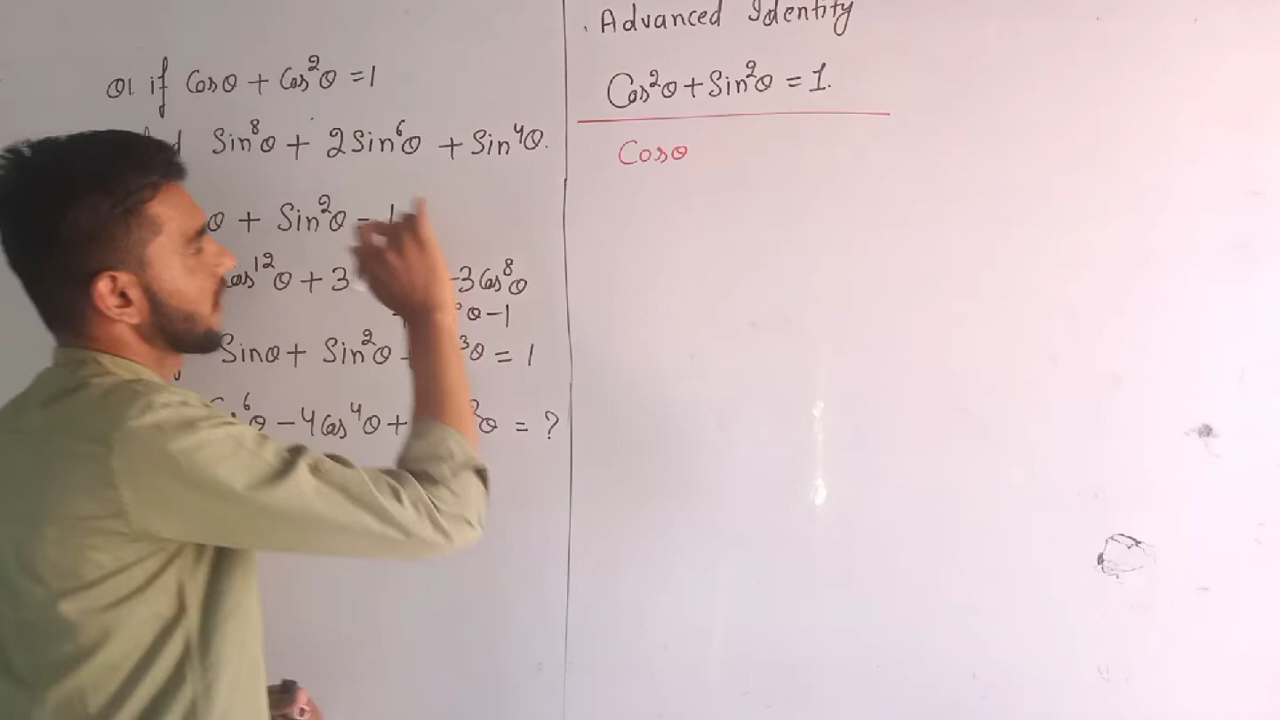 Q1 if Cosθ + Cos²θ = 1
Sin⁸θ + 2Sin⁶θ + Sin⁴θ.
θ + Sin²θ = 1
Cos¹²θ + 3 - 3Cos⁸θ
θ - 1
Sinθ + Sin²θ + ³θ = 1
⁶θ - 4Cos⁴θ + ²θ = ?
Advanced Identity
Cos²θ + Sin²θ = 1.
Cosθ